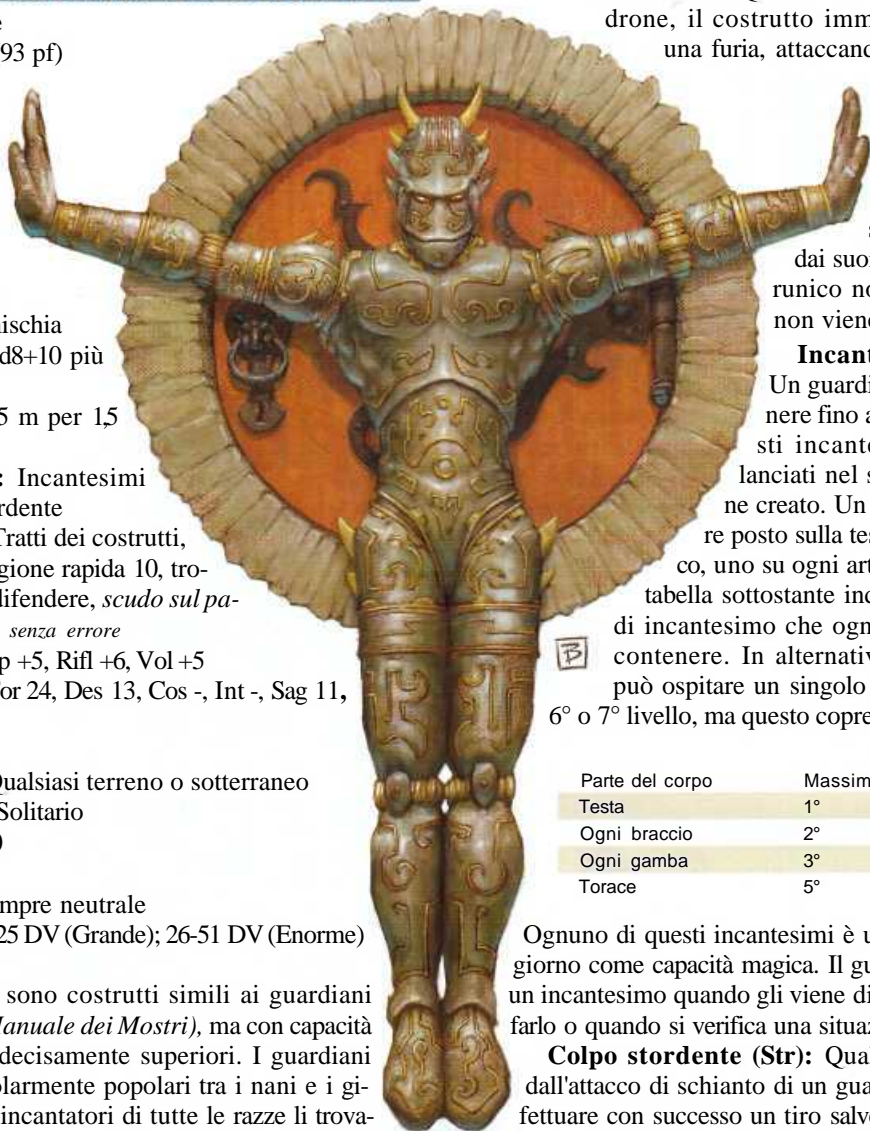 e
93 pf)
mischia
d8+10 più
5 m per 1,5
: Incantesimi
rdente
Tratti dei costrutti,
gione rapida 10, tro-
difendere, scudo sul pa-
senza errore
p +5, Rifl +6, Vol +5
or 24, Des 13, Cos -, Int -, Sag 11,
Qualsiasi terreno o sotterraneo
Solitario
)
mpre neutrale
25 DV (Grande); 26-51 DV (Enorme)
sono costrutti simili ai guardiani
Manuale dei Mostri), ma con capacità
decisamente superiori. I guardiani
olarmente popolari tra i nani e i gi-
incantatori di tutte le razze li trova-
drone, il costrutto imm
una furia, attaccand
s
dai suoi
runico no
non viene
Incant
Un guardi
nere fino a
sti incante
lanciati nel s
ne creato. Un
re posto sulla tes
co, uno su ogni art
tabella sottostante ind
di incantesimo che ogn
contenere. In alternativ
può ospitare un singolo
6° o 7° livello, ma questo copre
Parte del corpo Massim
Testa 1°
Ogni braccio 2°
Ogni gamba 3°
Torace 5°
Ognuno di questi incantesimi è u
giorno come capacità magica. Il gu
un incantesimo quando gli viene di
farlo o quando si verifica una situaz
Colpo stordente (Str): Qual
dall'attacco di schianto di un gua
fettuare con successo un tiro salv